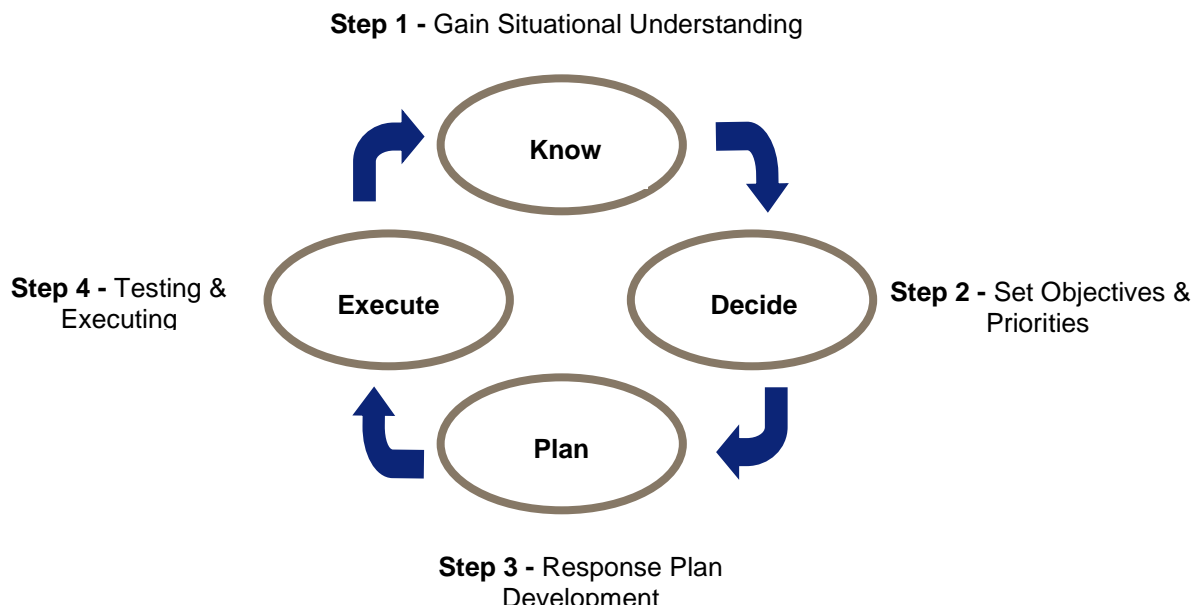 Step 1 - Gain Situational Understanding
Know
Execute
Decide
Step 4 - Testing &
Executing
Step 2 - Set Objectives &
Priorities
Plan
Step 3 - Response Plan
Development